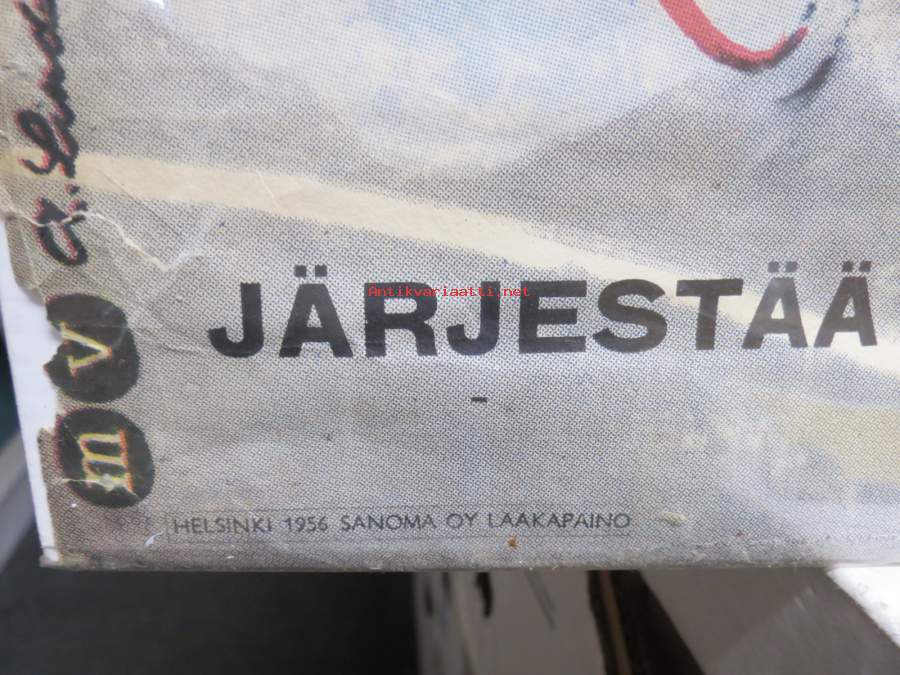 JÄRJESTÄÄ
Antikvariaatti.net
-
HELSINKI 1956 SANOMA OY LAAKAPAINO
m v